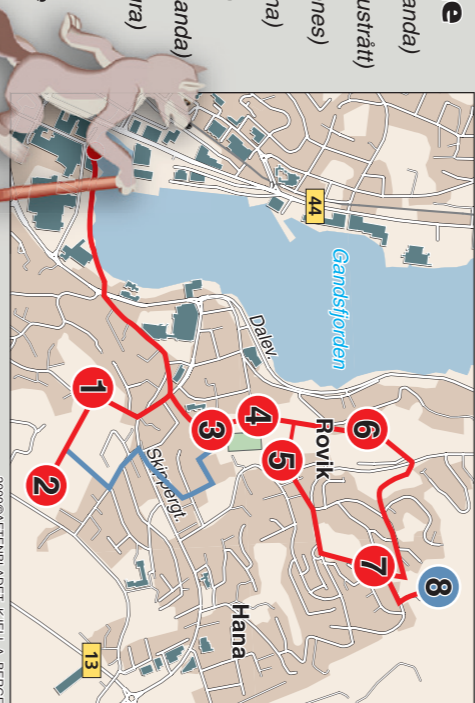 e
anda)
ustrått)
nes)
na)
anda)
ura)
44
Gandsfjorden
Dalev.
Rovik
8
6
7
4
5
3
1
2
Skippergt.
Hana
13